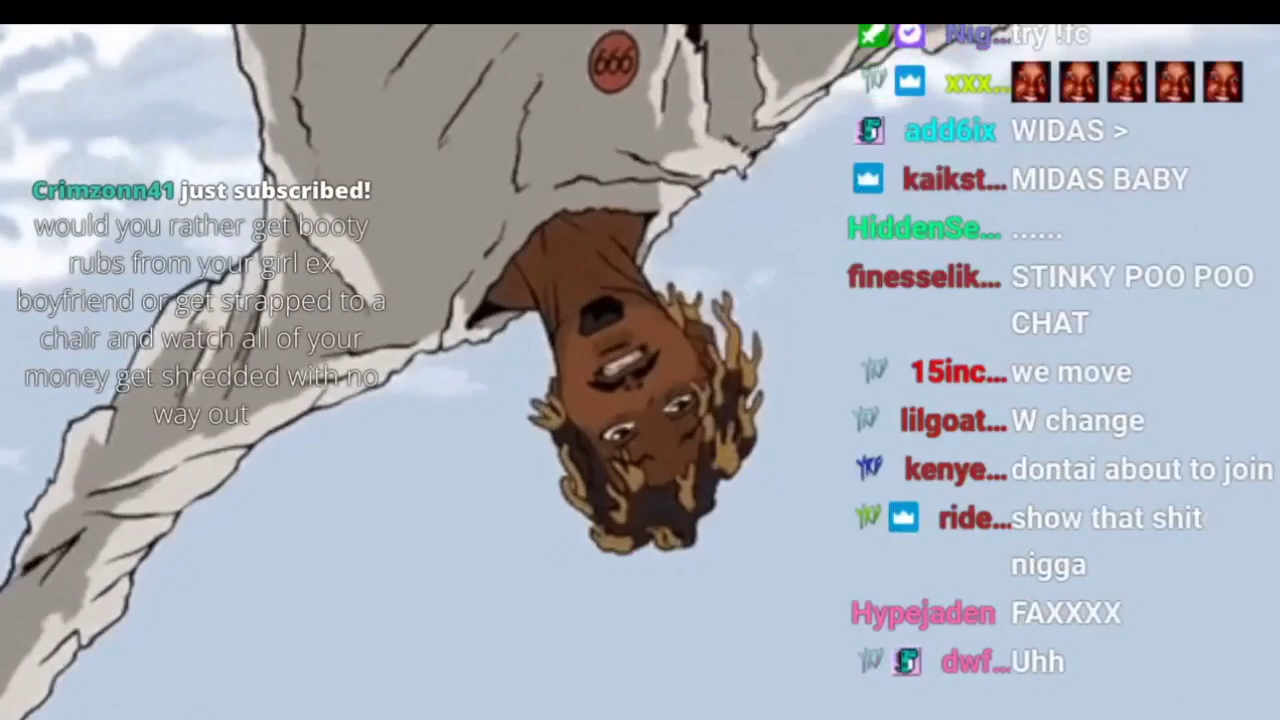 666
Crimzonn41 just subscribed!
would you rather get booty
rubs from your girl ex
boyfriend or get strapped to a
chair and watch all of your
money get shredded with no
way out
Nig... try !fc
xxx...
add6ix WIDAS >
kaikst... MIDAS BABY
HiddenSe... ......
finesselik... STINKY POO POO
CHAT
15inc... we move
lilgoat... W change
kenye... dontai about to join
ride... show that shit
nigga
Hypejaden FAXXXX
dwf... Uhh